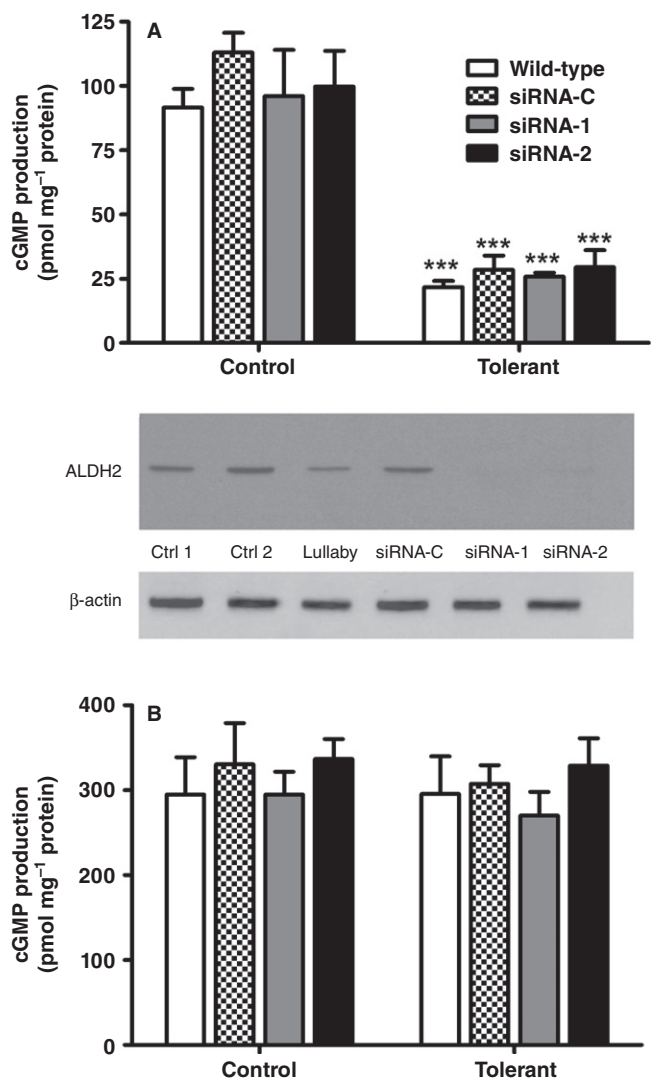 A
125
100
75
50
25
0
cGMP production
(pmol mg⁻¹ protein)
Wild-type
siRNA-C
siRNA-1
siRNA-2
*** *** *** ***
Control Tolerant
ALDH2
Ctrl 1 Ctrl 2 Lullaby siRNA-C siRNA-1 siRNA-2
β-actin
B
400
300
200
100
0
cGMP production
(pmol mg⁻¹ protein)
Control Tolerant